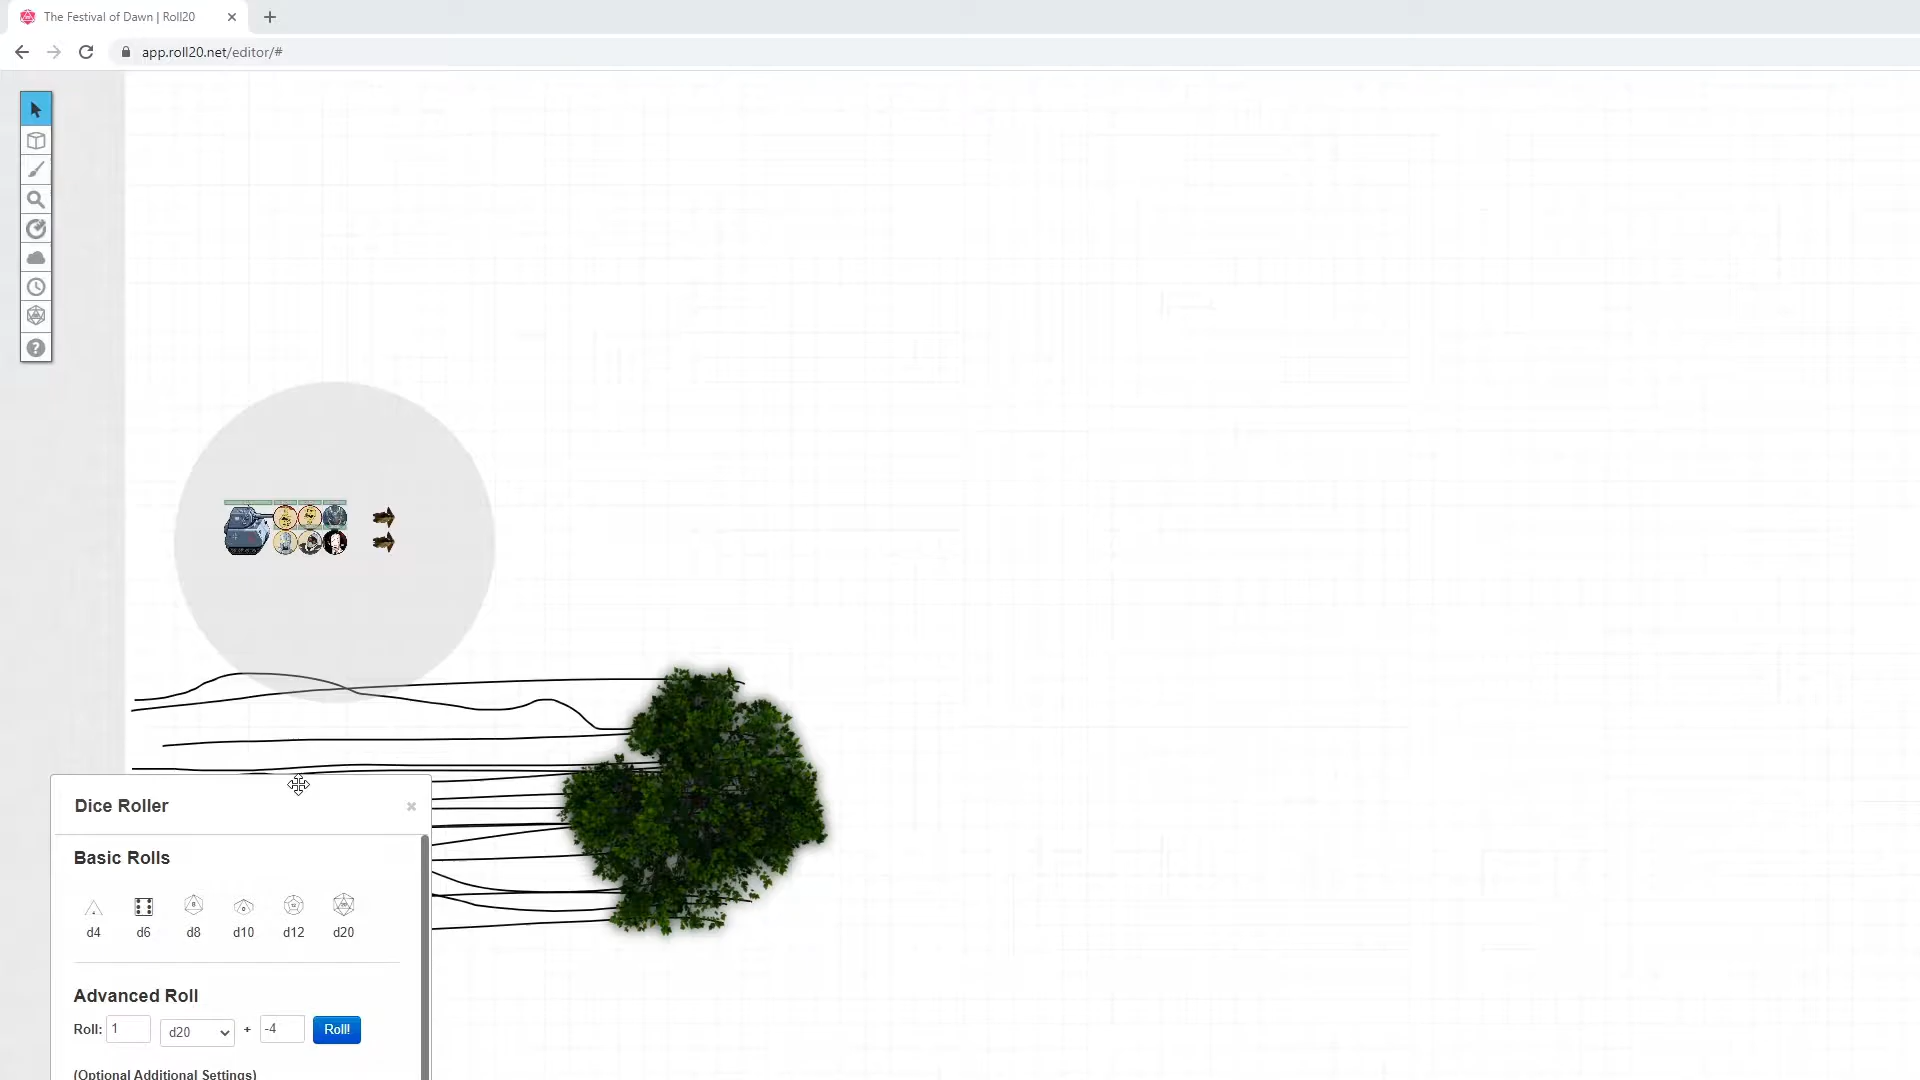 The Festival of Dawn | Roll20
app.roll20.net/editor/#
Dice Roller
Basic Rolls
d4 d6 d8 d10 d12 d20
Advanced Roll
Roll: 1 d20 + -4 Roll!
(Optional Additional Settings)